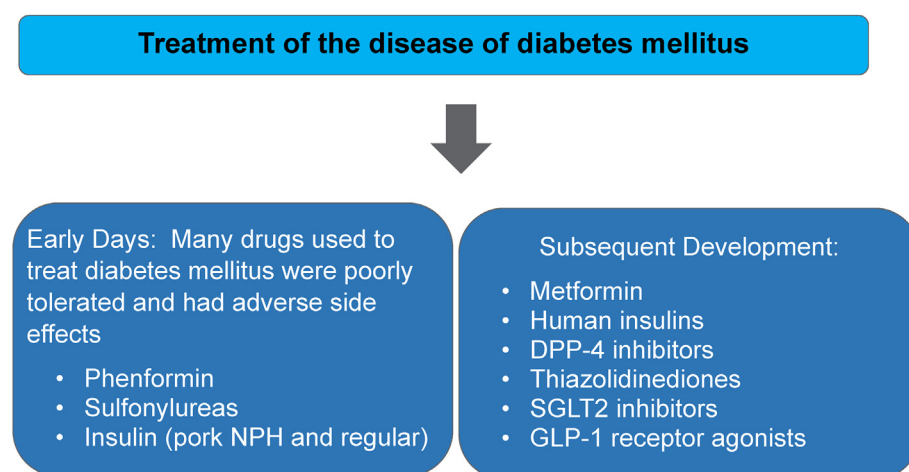 Treatment of the disease of diabetes mellitus
Early Days: Many drugs used to
treat diabetes mellitus were poorly
tolerated and had adverse side
effects
• Phenformin
• Sulfonylureas
• Insulin (pork NPH and regular)
Subsequent Development:
• Metformin
• Human insulins
• DPP-4 inhibitors
• Thiazolidinediones
• SGLT2 inhibitors
• GLP-1 receptor agonists